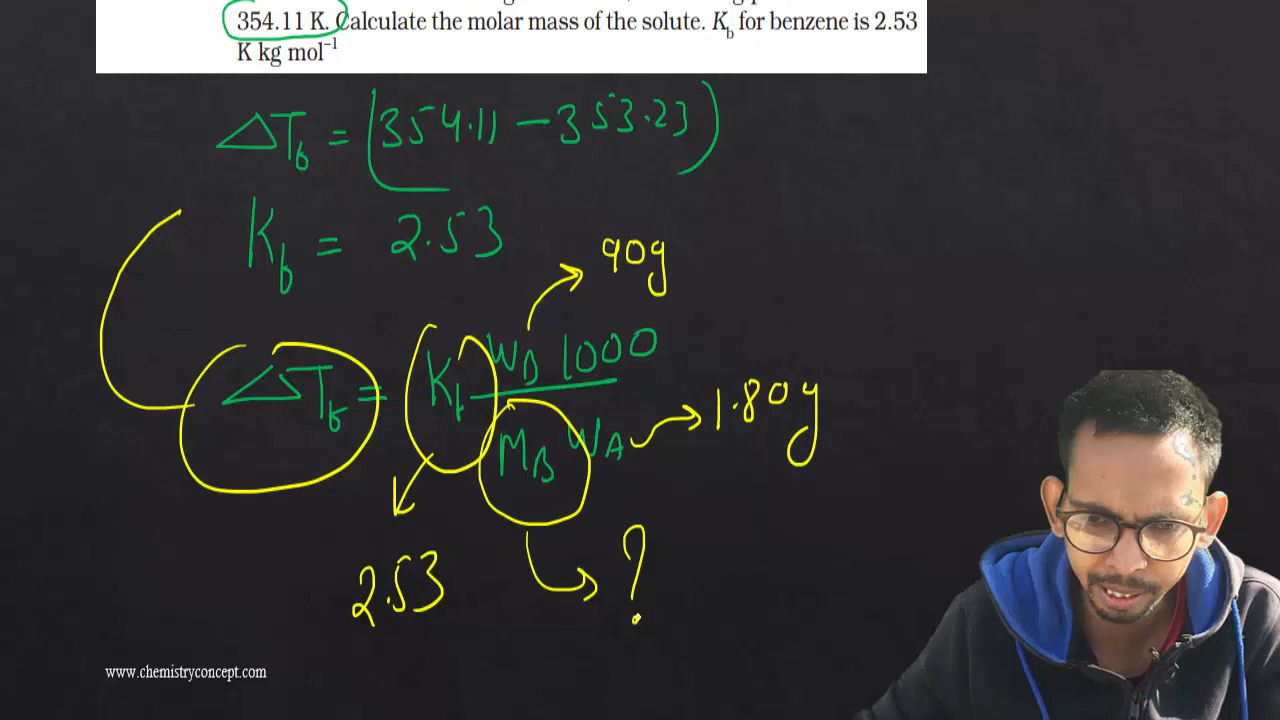 354.11 K. Calculate the molar mass of the solute. Kb for benzene is 2.53
K kg mol⁻¹
ΔTb = (354.11 - 353.23)
Kb = 2.53
90g
ΔTb = Kb WB 1000
MB WA
1.80g
2.53
?
www.chemistryconcept.com